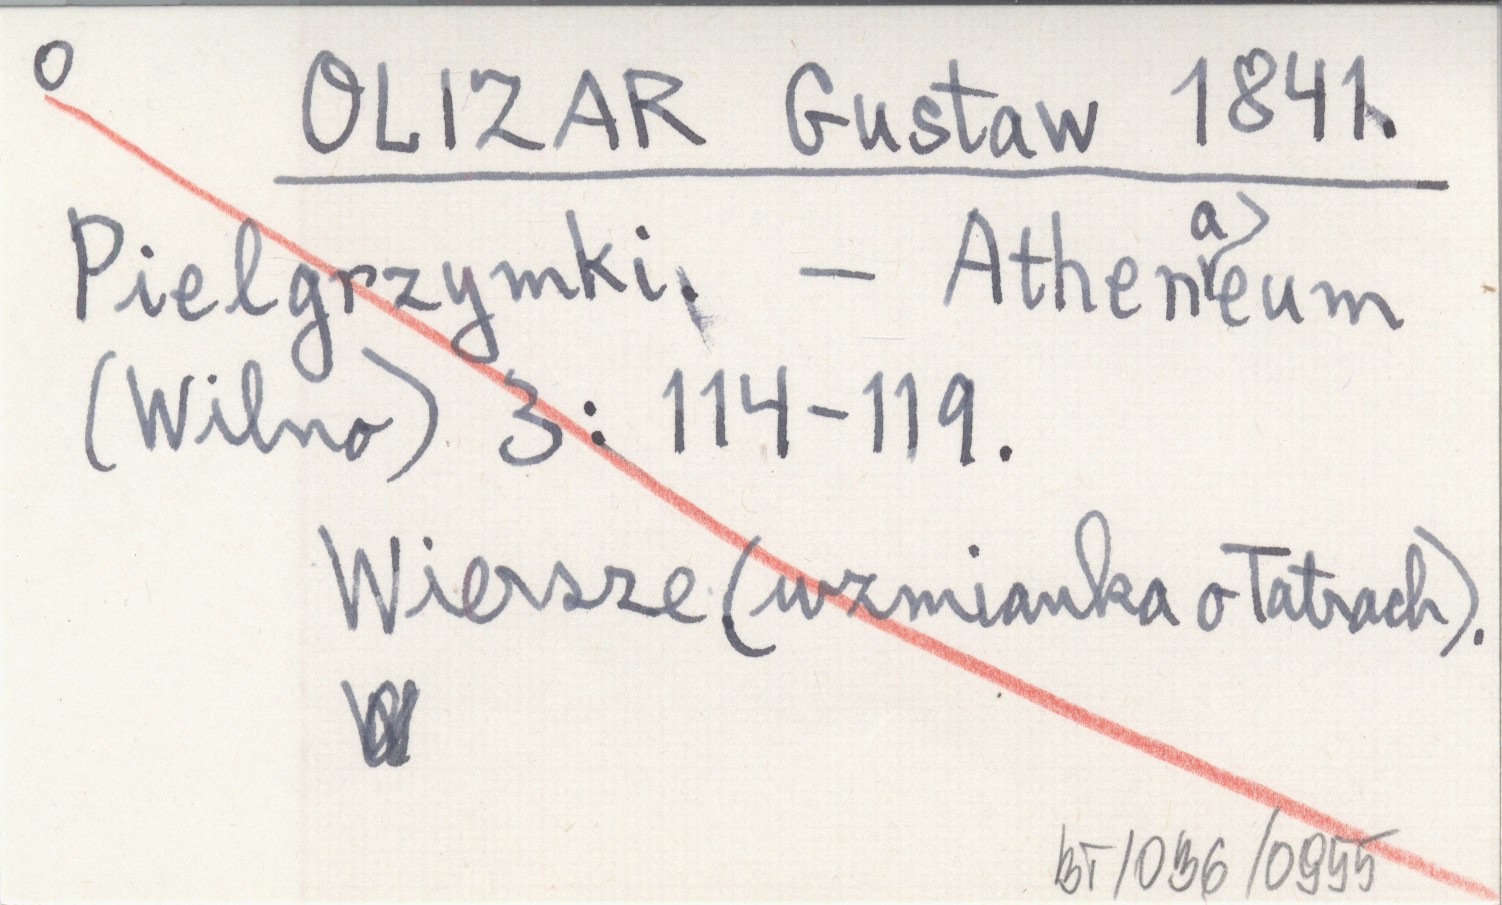 O
OLIZAR Gustaw 1841.
Pielgrzymki. — Athenaeum
(Wilno) 3: 114-119.
Wiersze (wzmianka o Tatrach).
BT/036/0955